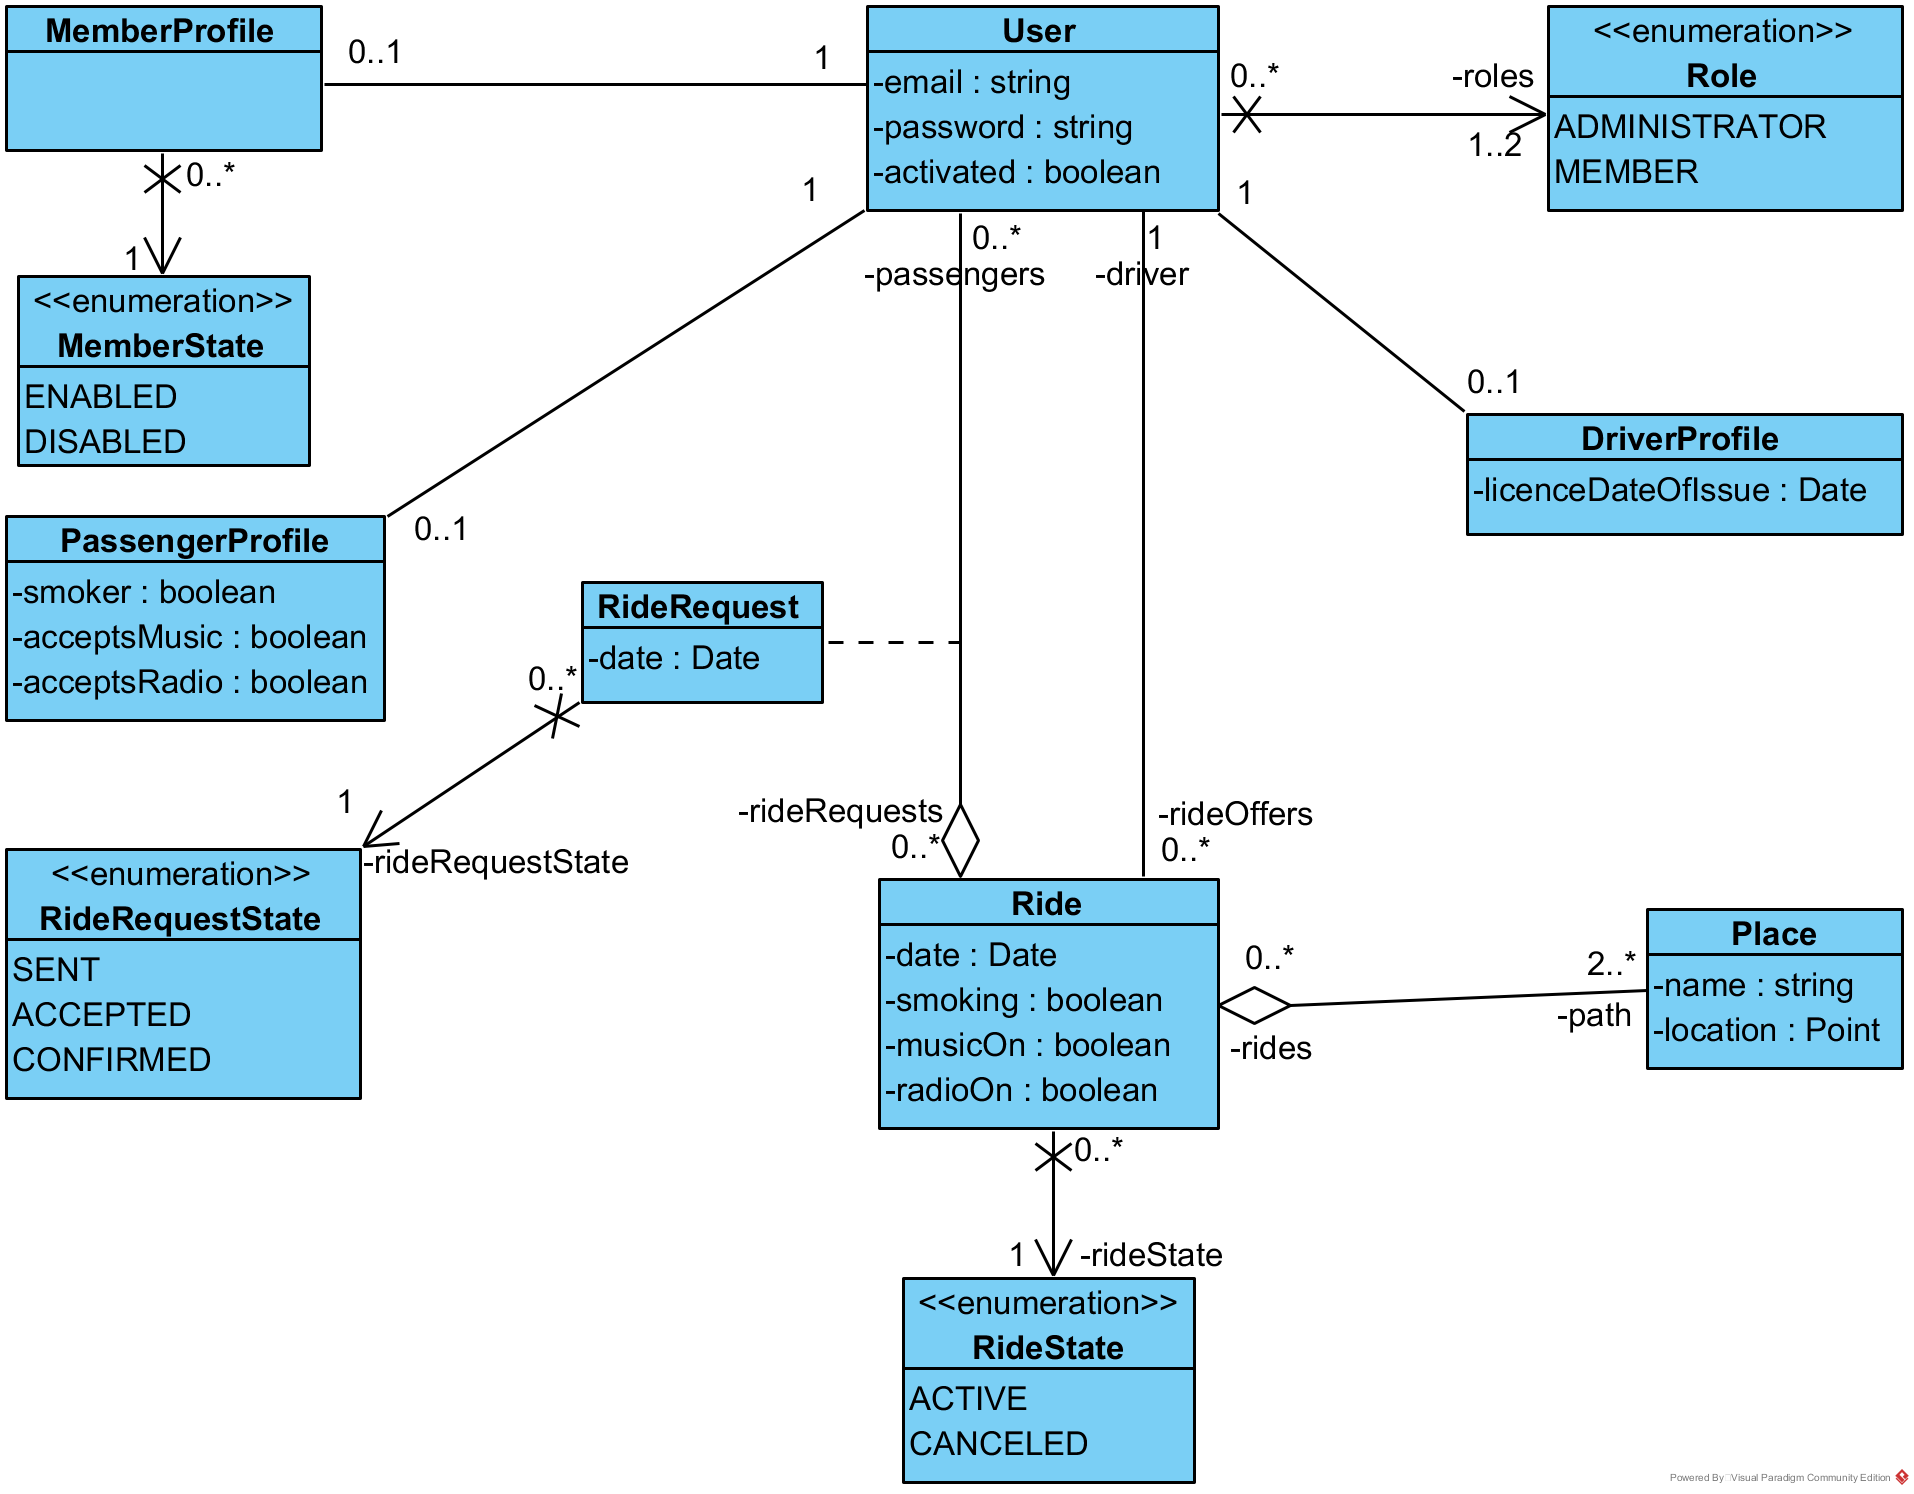 MemberProfile
0..1
1
User
-email : string
-password : string
-activated : boolean
0..*
-roles
1..2
<<enumeration>>
Role
ADMINISTRATOR
MEMBER
0..*
1
<<enumeration>>
MemberState
ENABLED
DISABLED
1
0..*
-passengers
1
-driver
1
0..1
DriverProfile
-licenceDateOfIssue : Date
0..1
PassengerProfile
-smoker : boolean
-acceptsMusic : boolean
-acceptsRadio : boolean
RideRequest
-date : Date
0..*
1
-rideRequestState
<<enumeration>>
RideRequestState
SENT
ACCEPTED
CONFIRMED
-rideRequests
0..*
-rideOffers
0..*
Ride
-date : Date
-smoking : boolean
-musicOn : boolean
-radioOn : boolean
0..*
-rides
2..*
-path
Place
-name : string
-location : Point
0..*
1
-rideState
<<enumeration>>
RideState
ACTIVE
CANCELED
Powered By Visual Paradigm Community Edition